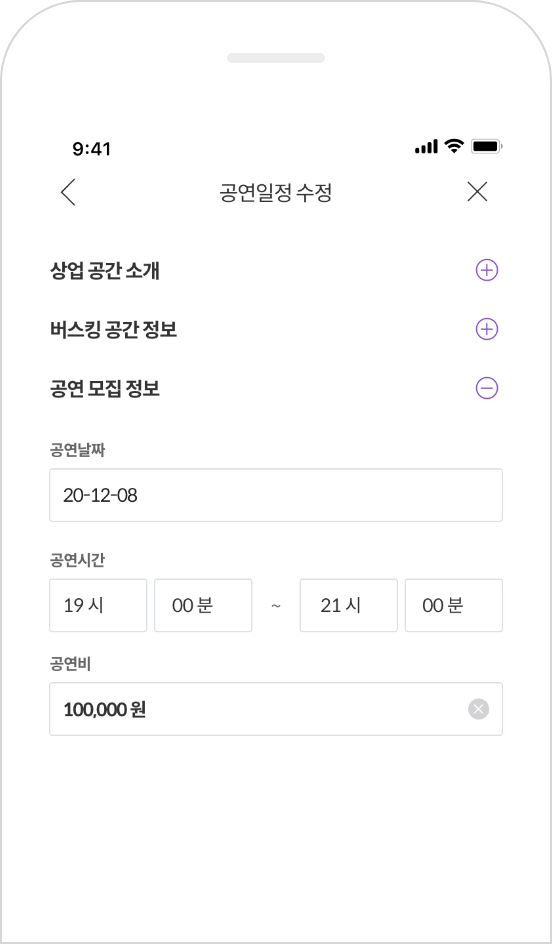 9:41
공연일정 수정
상업 공간 소개
버스킹 공간 정보
공연 모집 정보
공연날짜
20-12-08
공연시간
19 시 00 분 ~ 21 시 00 분
공연비
100,000 원